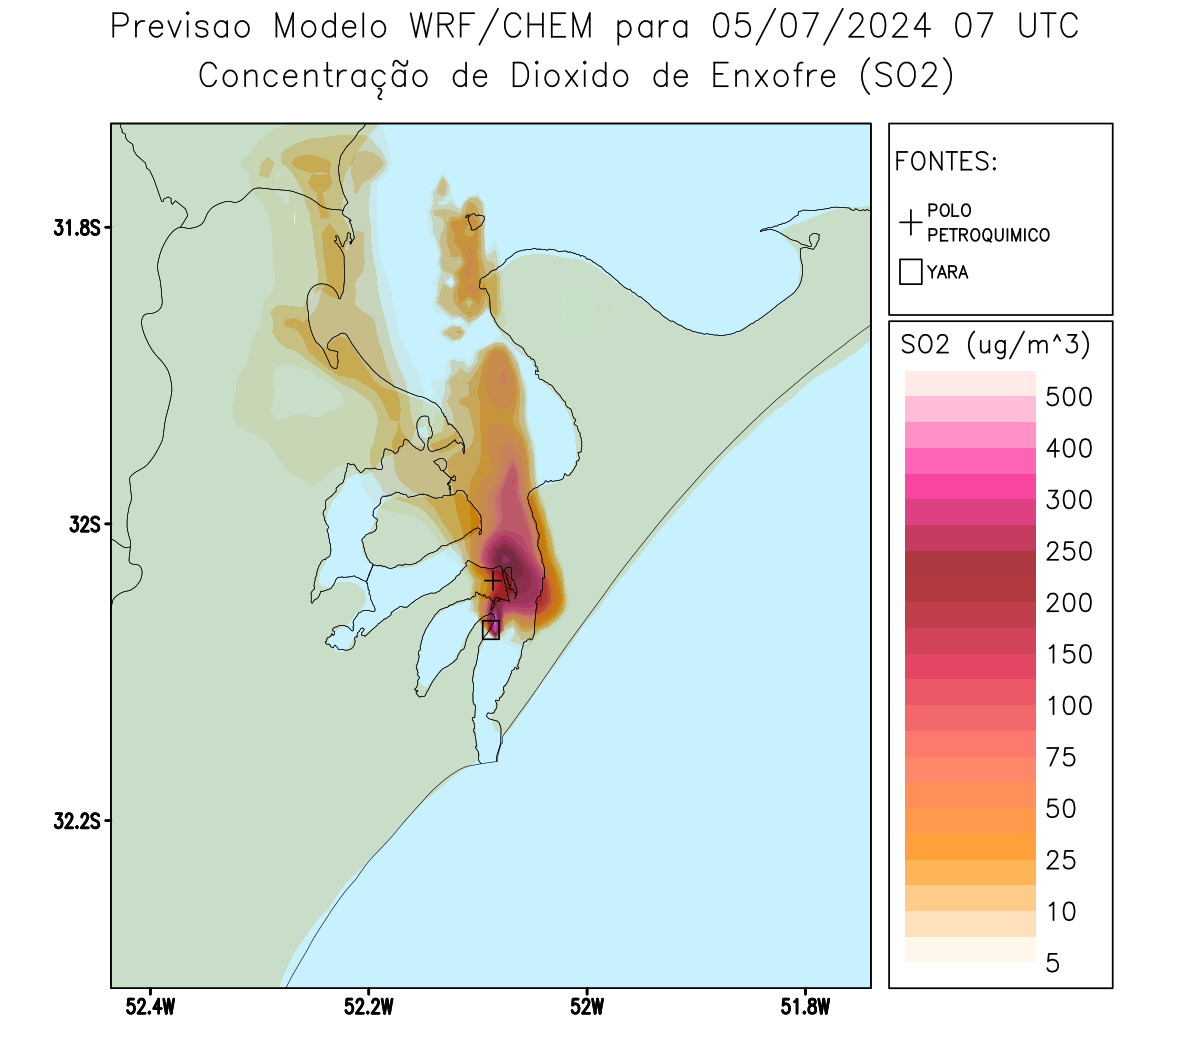 Previsao Modelo WRF/CHEM para 05/07/2024 07 UTC
Concentração de Dioxido de Enxofre (SO2)
FONTES:
POLO
PETROQUIMICO
YARA
31.8S
32S
32.2S
52.4W
52.2W
52W
51.8W
SO2 (ug/m^3)
500
400
300
250
200
150
100
75
50
25
10
5